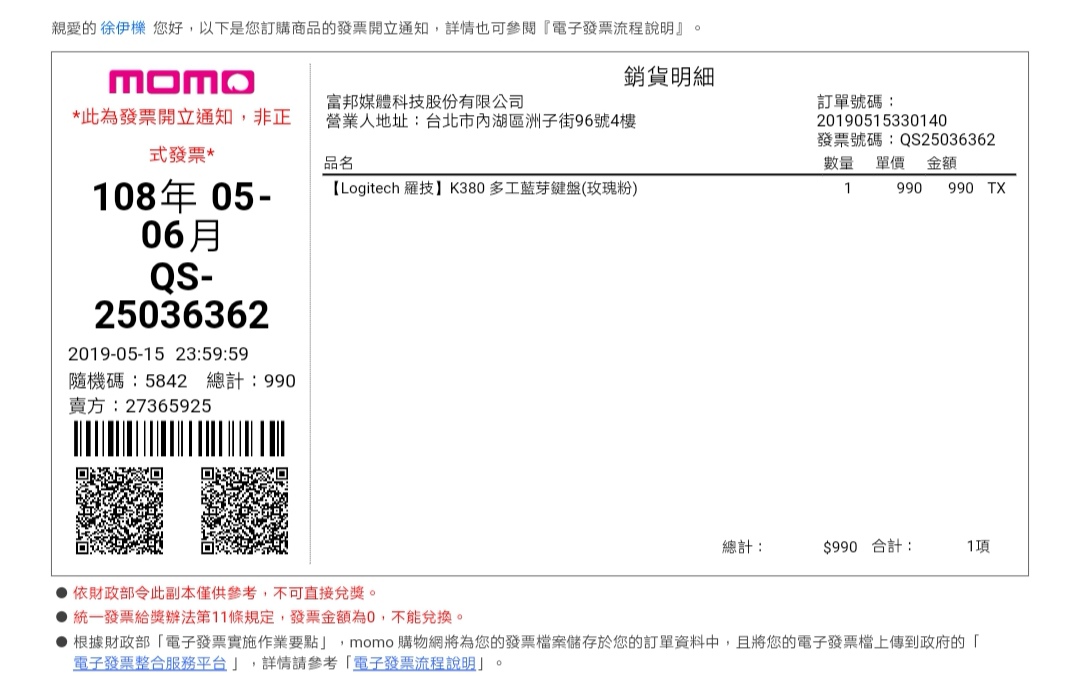 親愛的 徐伊櫟 您好，以下是您訂購商品的發票開立通知，詳情也可參閱『電子發票流程說明』。
momo
*此為發票開立通知，非正
式發票*
108年 05-
06月
QS-
25036362
2019-05-15 23:59:59
隨機碼：5842 總計：990
賣方：27365925
銷貨明細
富邦媒體科技股份有限公司
營業人地址：台北市內湖區洲子街96號4樓
訂單號碼：
20190515330140
發票號碼：QS25036362
品名 數量 單價 金額
【Logitech 羅技】K380 多工藍芽鍵盤(玫瑰粉) 1 990 990 TX
總計： $990 合計： 1項
● 依財政部令此副本僅供參考，不可直接兌獎。
● 統一發票給獎辦法第11條規定，發票金額為0，不能兌換。
● 根據財政部「電子發票實施作業要點」，momo 購物網將為您的發票檔案儲存於您的訂單資料中，且將您的電子發票檔上傳到政府的「
電子發票整合服務平台 」，詳情請參考「電子發票流程說明」。